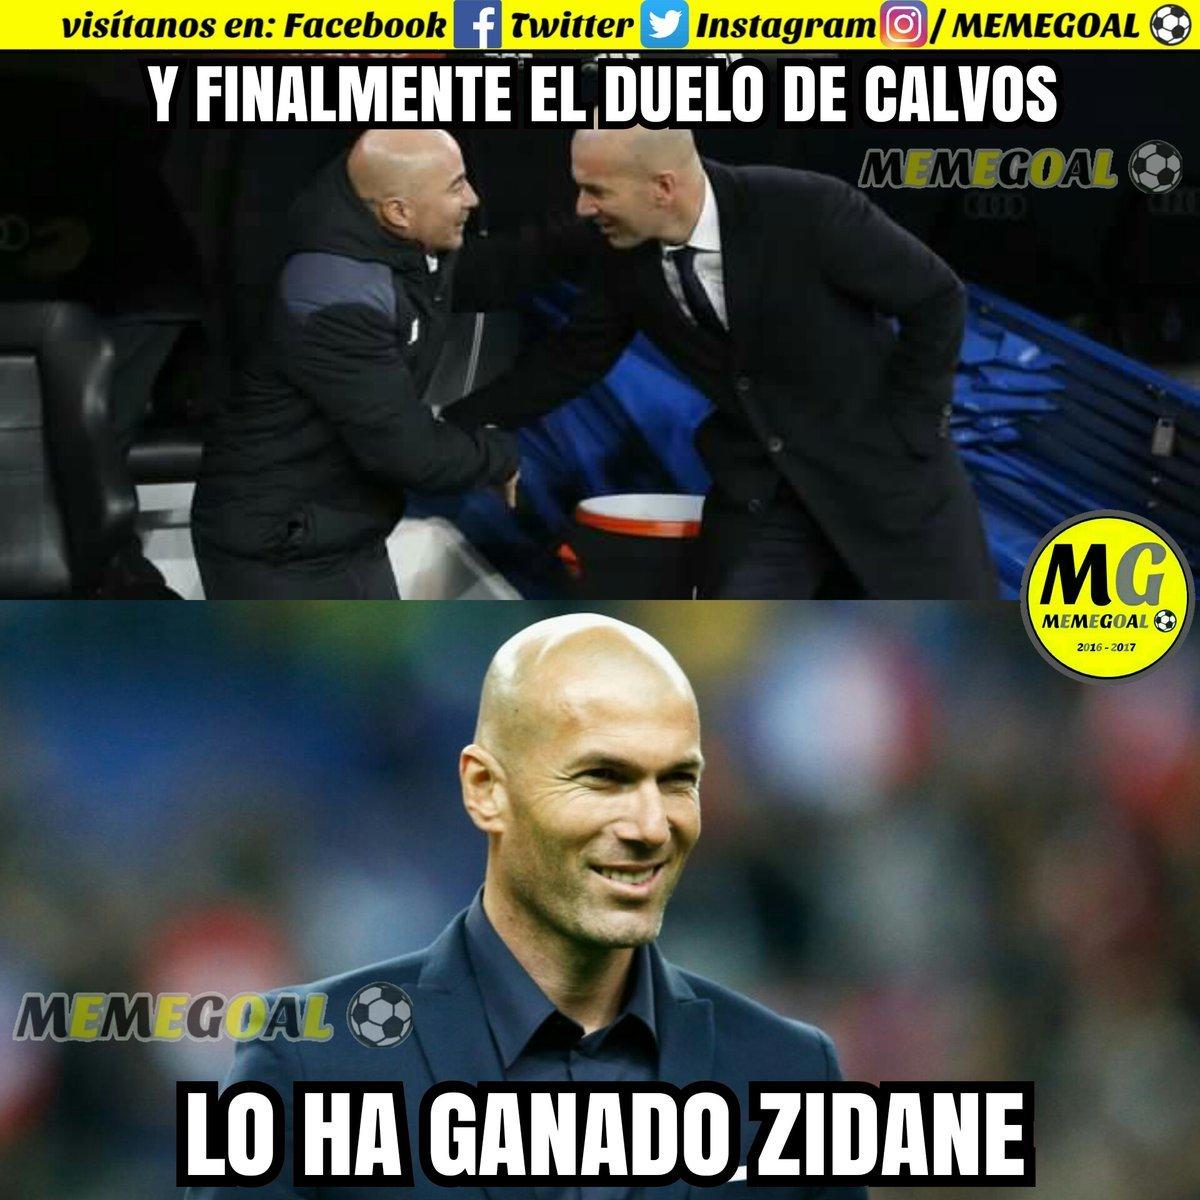 visítanos en: Facebook Twitter Instagram / MEMEGOAL
Y FINALMENTE EL DUELO DE CALVOS
MEMEGOAL
MG
MEMEGOAL
2016 - 2017
MEMEGOAL
LO HA GANADO ZIDANE